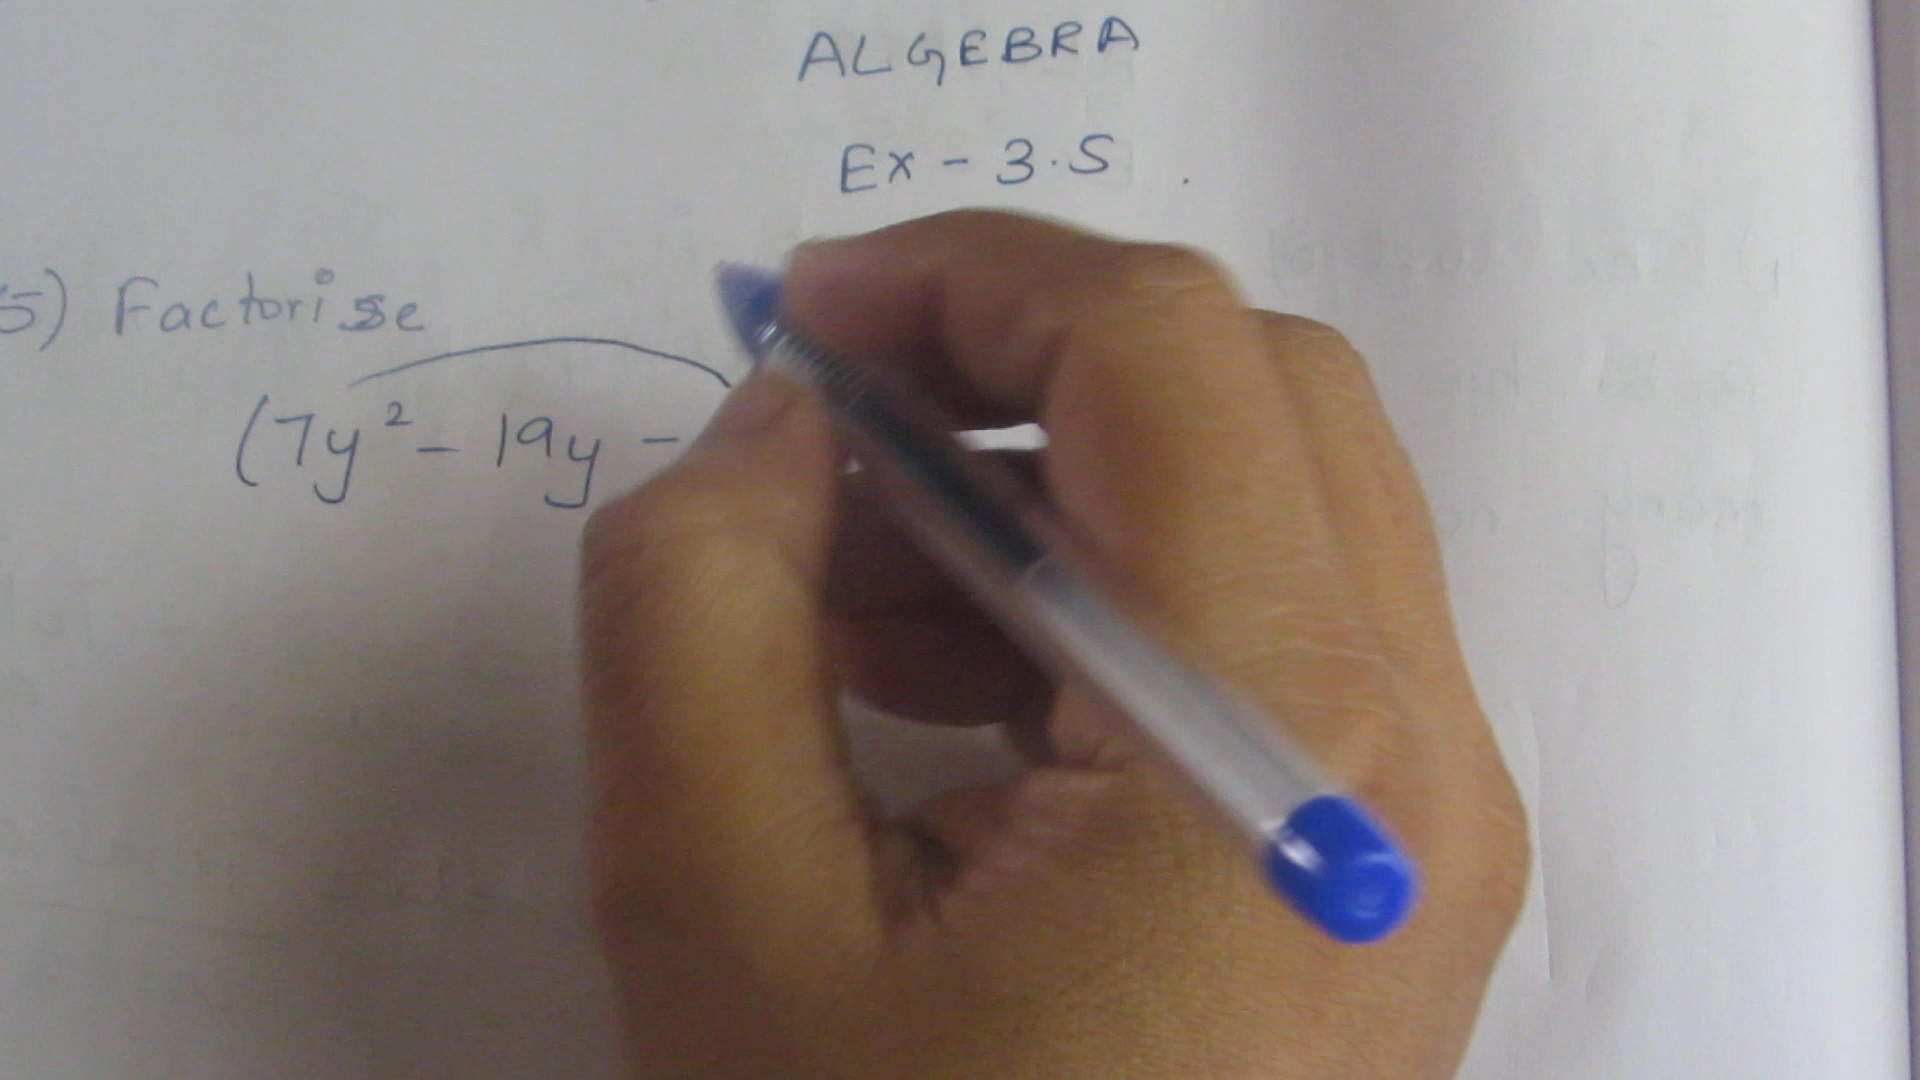 ALGEBRA
Ex - 3.5 .
5) Factorise
(7y² - 19y -